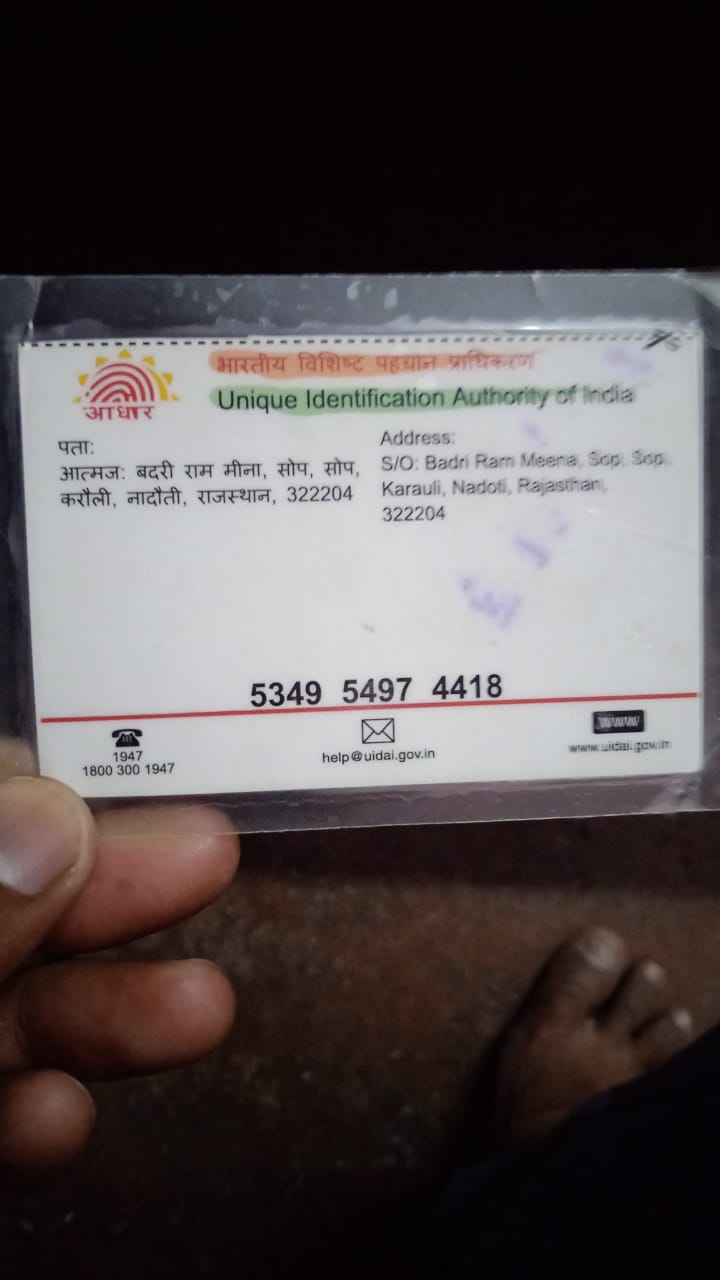 भारतीय विशिष्ट पहचान प्राधिकरण
Unique Identification Authority of India
आधार
पता:
आत्मज: बदरी राम मीना, सोप, सोप,
करौली, नादौती, राजस्थान, 322204
Address:
S/O: Badri Ram Meena, Sop, Sop,
Karauli, Nadoti, Rajasthan,
322204
5349 5497 4418
1947
1800 300 1947
help@uidai.gov.in
WWW
www.uidai.gov.in